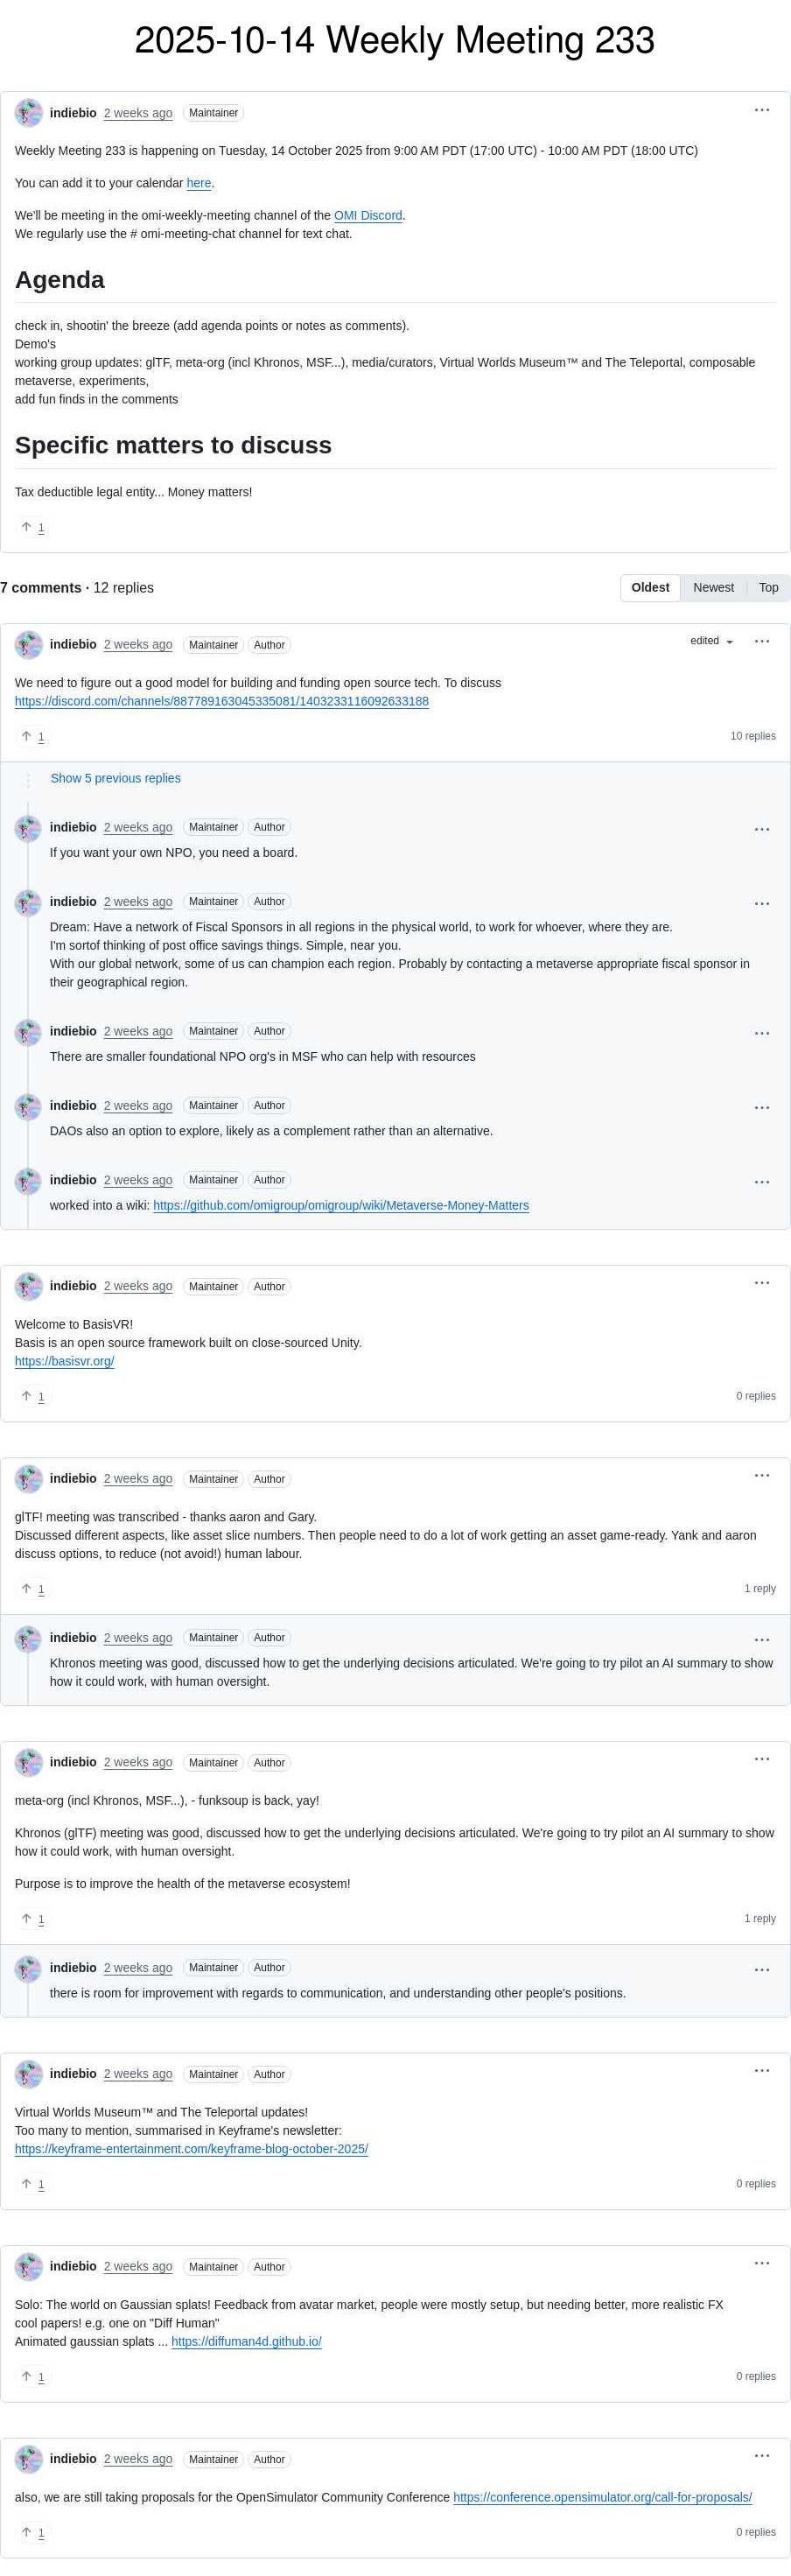 2025-10-14 Weekly Meeting 233
indiebio 2 weeks ago Maintainer
Weekly Meeting 233 is happening on Tuesday, 14 October 2025 from 9:00 AM PDT (17:00 UTC) - 10:00 AM PDT (18:00 UTC)
You can add it to your calendar here.
We'll be meeting in the omi-weekly-meeting channel of the OMI Discord.
We regularly use the # omi-meeting-chat channel for text chat.
Agenda
check in, shootin' the breeze (add agenda points or notes as comments).
Demo's
working group updates: glTF, meta-org (incl Khronos, MSF...), media/curators, Virtual Worlds Museum™ and The Teleportal, composable
metaverse, experiments,
add fun finds in the comments
Specific matters to discuss
Tax deductible legal entity... Money matters!
1
7 comments · 12 replies
Oldest Newest Top
indiebio 2 weeks ago Maintainer Author edited
We need to figure out a good model for building and funding open source tech. To discuss
https://discord.com/channels/887789163045335081/1403233116092633188
1 10 replies
Show 5 previous replies
indiebio 2 weeks ago Maintainer Author
If you want your own NPO, you need a board.
indiebio 2 weeks ago Maintainer Author
Dream: Have a network of Fiscal Sponsors in all regions in the physical world, to work for whoever, where they are.
I'm sortof thinking of post office savings things. Simple, near you.
With our global network, some of us can champion each region. Probably by contacting a metaverse appropriate fiscal sponsor in
their geographical region.
indiebio 2 weeks ago Maintainer Author
There are smaller foundational NPO org's in MSF who can help with resources
indiebio 2 weeks ago Maintainer Author
DAOs also an option to explore, likely as a complement rather than an alternative.
indiebio 2 weeks ago Maintainer Author
worked into a wiki: https://github.com/omigroup/omigroup/wiki/Metaverse-Money-Matters
indiebio 2 weeks ago Maintainer Author
Welcome to BasisVR!
Basis is an open source framework built on close-sourced Unity.
https://basisvr.org/
1 0 replies
indiebio 2 weeks ago Maintainer Author
glTF! meeting was transcribed - thanks aaron and Gary.
Discussed different aspects, like asset slice numbers. Then people need to do a lot of work getting an asset game-ready. Yank and aaron
discuss options, to reduce (not avoid!) human labour.
1 1 reply
indiebio 2 weeks ago Maintainer Author
Khronos meeting was good, discussed how to get the underlying decisions articulated. We're going to try pilot an AI summary to show
how it could work, with human oversight.
indiebio 2 weeks ago Maintainer Author
meta-org (incl Khronos, MSF...), - funksoup is back, yay!
Khronos (glTF) meeting was good, discussed how to get the underlying decisions articulated. We're going to try pilot an AI summary to show
how it could work, with human oversight.
Purpose is to improve the health of the metaverse ecosystem!
1 1 reply
indiebio 2 weeks ago Maintainer Author
there is room for improvement with regards to communication, and understanding other people's positions.
indiebio 2 weeks ago Maintainer Author
Virtual Worlds Museum™ and The Teleportal updates!
Too many to mention, summarised in Keyframe's newsletter:
https://keyframe-entertainment.com/keyframe-blog-october-2025/
1 0 replies
indiebio 2 weeks ago Maintainer Author
Solo: The world on Gaussian splats! Feedback from avatar market, people were mostly setup, but needing better, more realistic FX
cool papers! e.g. one on "Diff Human"
Animated gaussian splats ... https://diffuman4d.github.io/
1 0 replies
indiebio 2 weeks ago Maintainer Author
also, we are still taking proposals for the OpenSimulator Community Conference https://conference.opensimulator.org/call-for-proposals/
1 0 replies